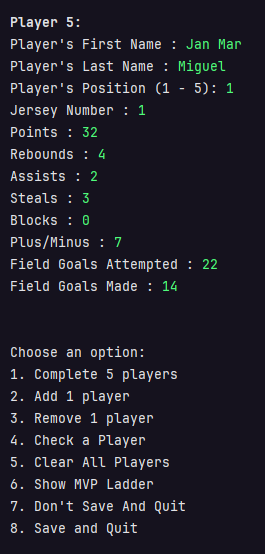 Player 5:
Player's First Name : Jan Mar
Player's Last Name : Miguel
Player's Position (1 - 5): 1
Jersey Number : 1
Points : 32
Rebounds : 4
Assists : 2
Steals : 3
Blocks : 0
Plus/Minus : 7
Field Goals Attempted : 22
Field Goals Made : 14
Choose an option:
1. Complete 5 players
2. Add 1 player
3. Remove 1 player
4. Check a Player
5. Clear All Players
6. Show MVP Ladder
7. Don't Save And Quit
8. Save and Quit